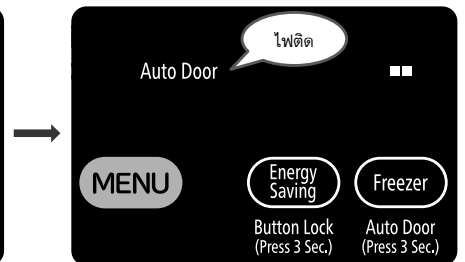 ไฟติด
Auto Door
MENU
Energy
Saving
Freezer
Button Lock
(Press 3 Sec.)
Auto Door
(Press 3 Sec.)